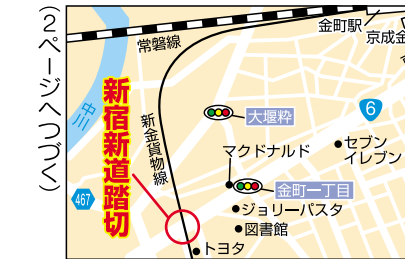 （2ページへつづく）
常磐線
金町駅
京成金
中川
新宿新道踏切
新金貨物線
大堰枠
6
マクドナルド
セブン
イレブン
467
金町一丁目
ジョリーパスタ
図書館
トヨタ